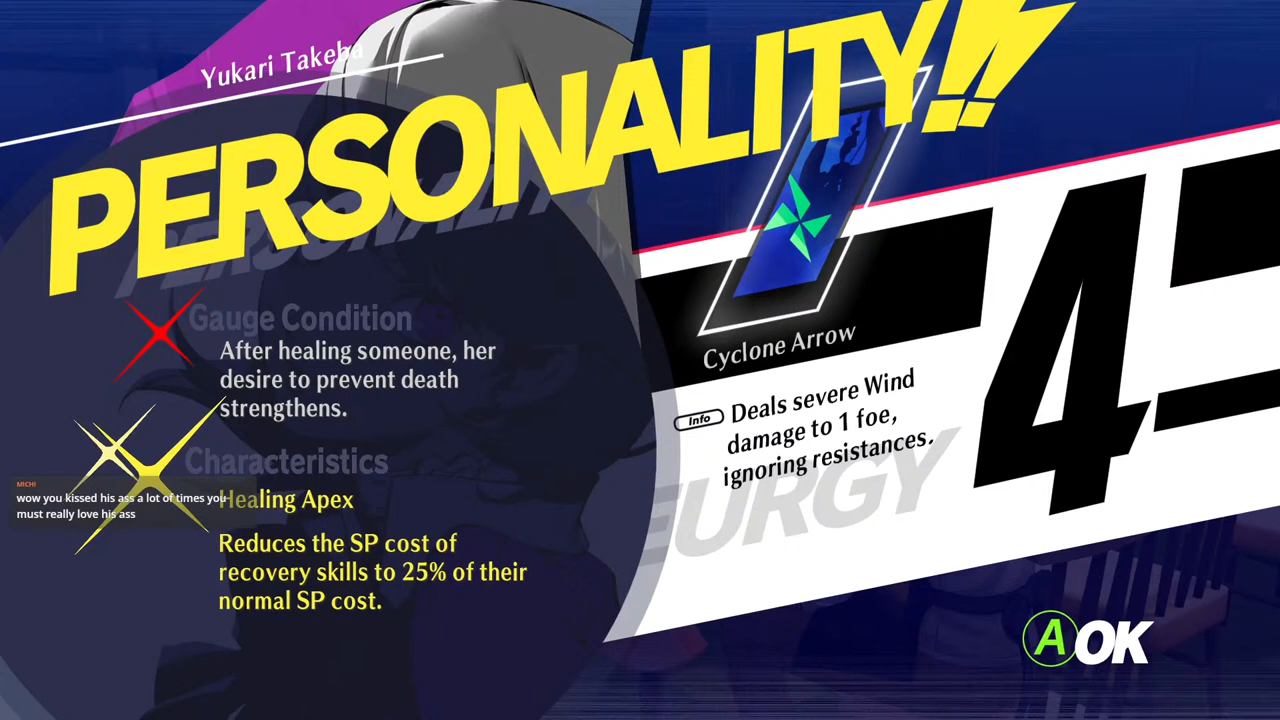 Yukari Takeba
PERSONALITY!!
PERSONALITY
Gauge Condition
After healing someone, her
desire to prevent death
strengthens.
Characteristics
Healing Apex
Reduces the SP cost of
recovery skills to 25% of their
normal SP cost.
MICHI
wow you kissed his ass a lot of times you
must really love his ass
Cyclone Arrow
Info Deals severe Wind
damage to 1 foe,
ignoring resistances.
EURGY
4
A OK